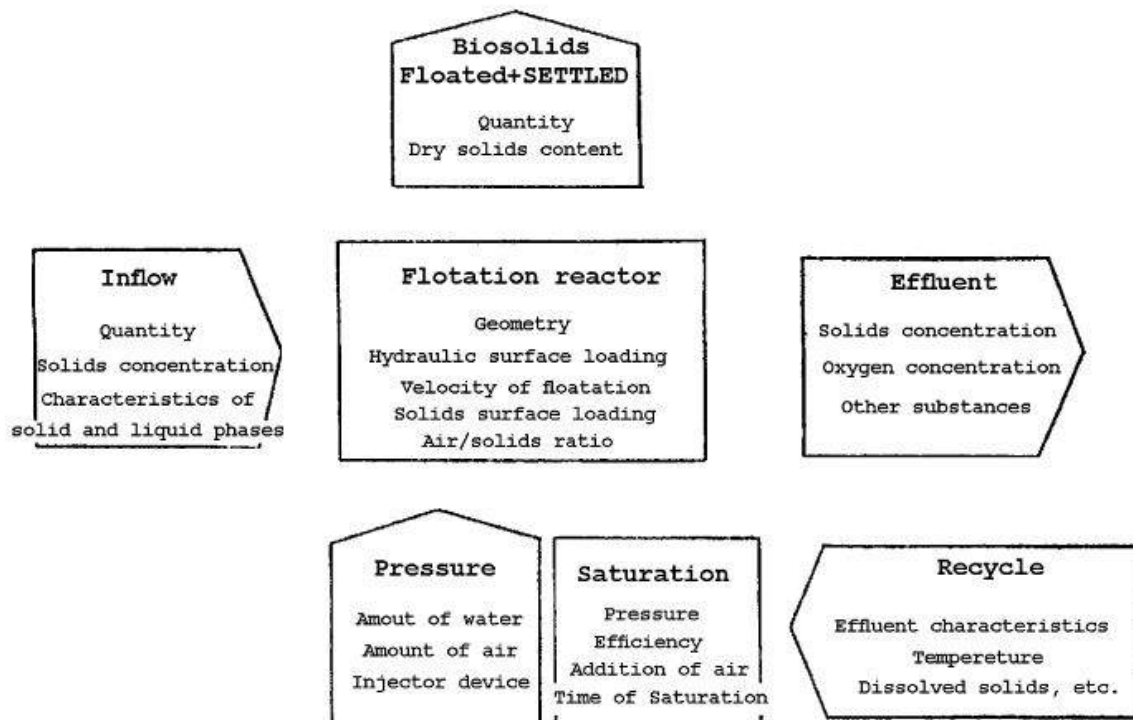 Biosolids
Floated+SETTLED
Quantity
Dry solids content
Inflow
Quantity
Solids concentration
Characteristics of
solid and liquid phases
Flotation reactor
Geometry
Hydraulic surface loading
Velocity of floatation
Solids surface loading
Air/solids ratio
Effluent
Solids concentration
Oxygen concentration
Other substances
Pressure
Amout of water
Amount of air
Injector device
Saturation
Pressure
Efficiency
Addition of air
Time of Saturation
Recycle
Effluent characteristics
Tempereture
Dissolved solids, etc.